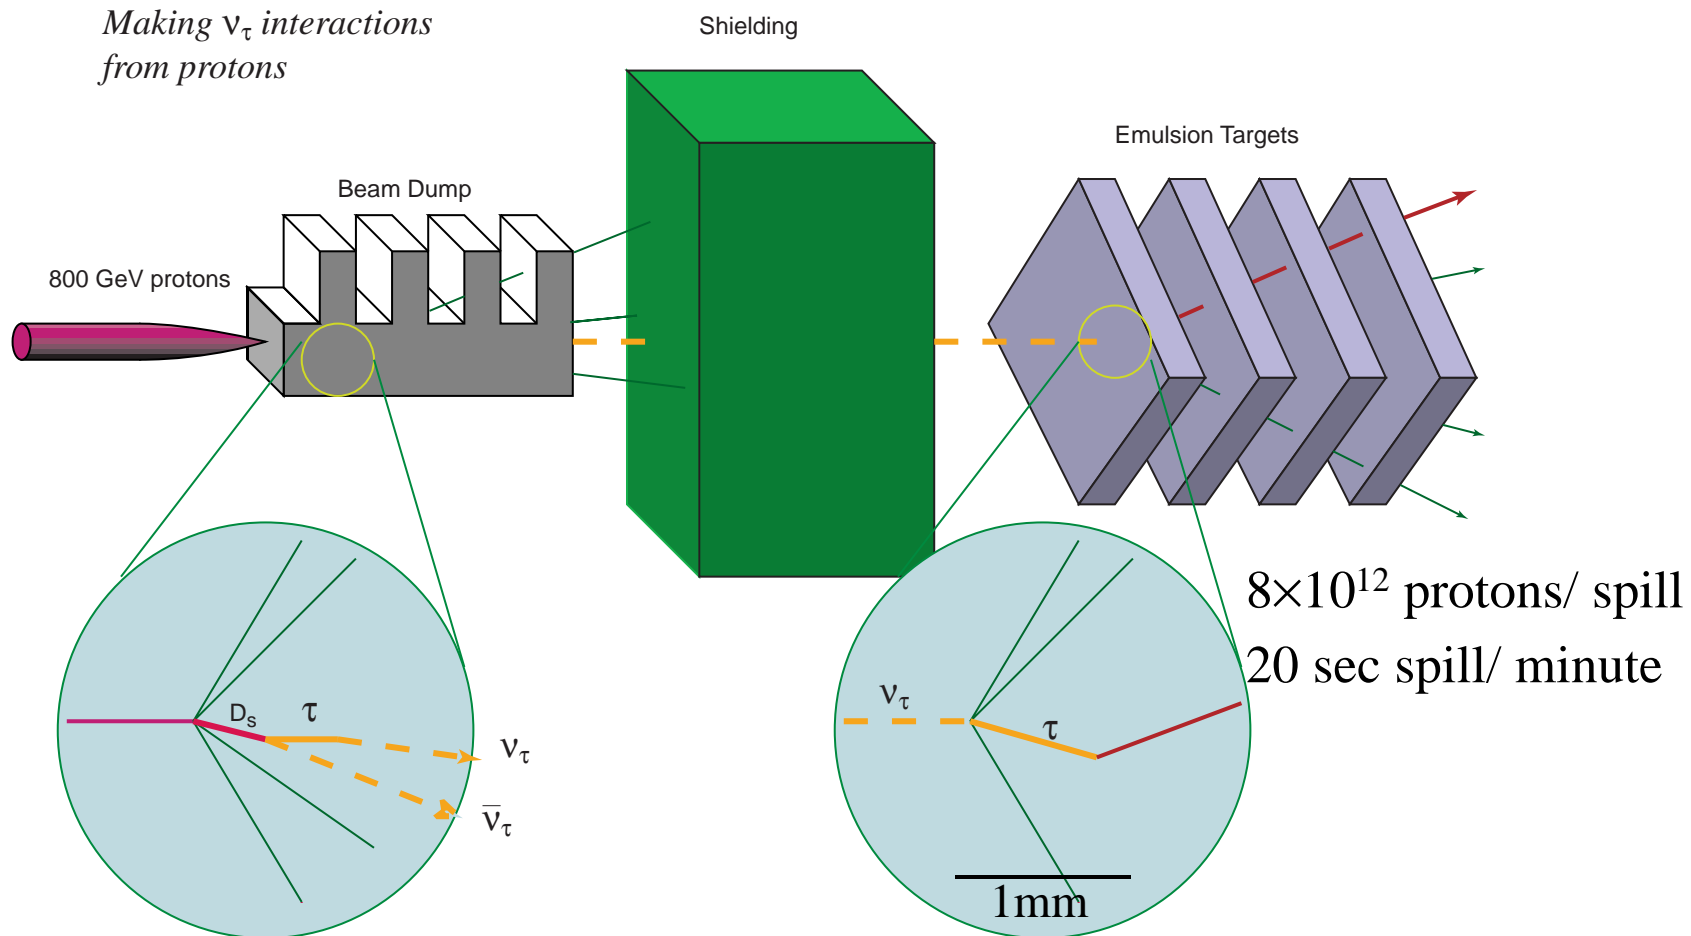 Making ντ interactions
from protons
Shielding
Emulsion Targets
Beam Dump
800 GeV protons
8×10¹² protons/ spill
20 sec spill/ minute
Ds
τ
ντ
ν̅τ
ντ
τ
1mm